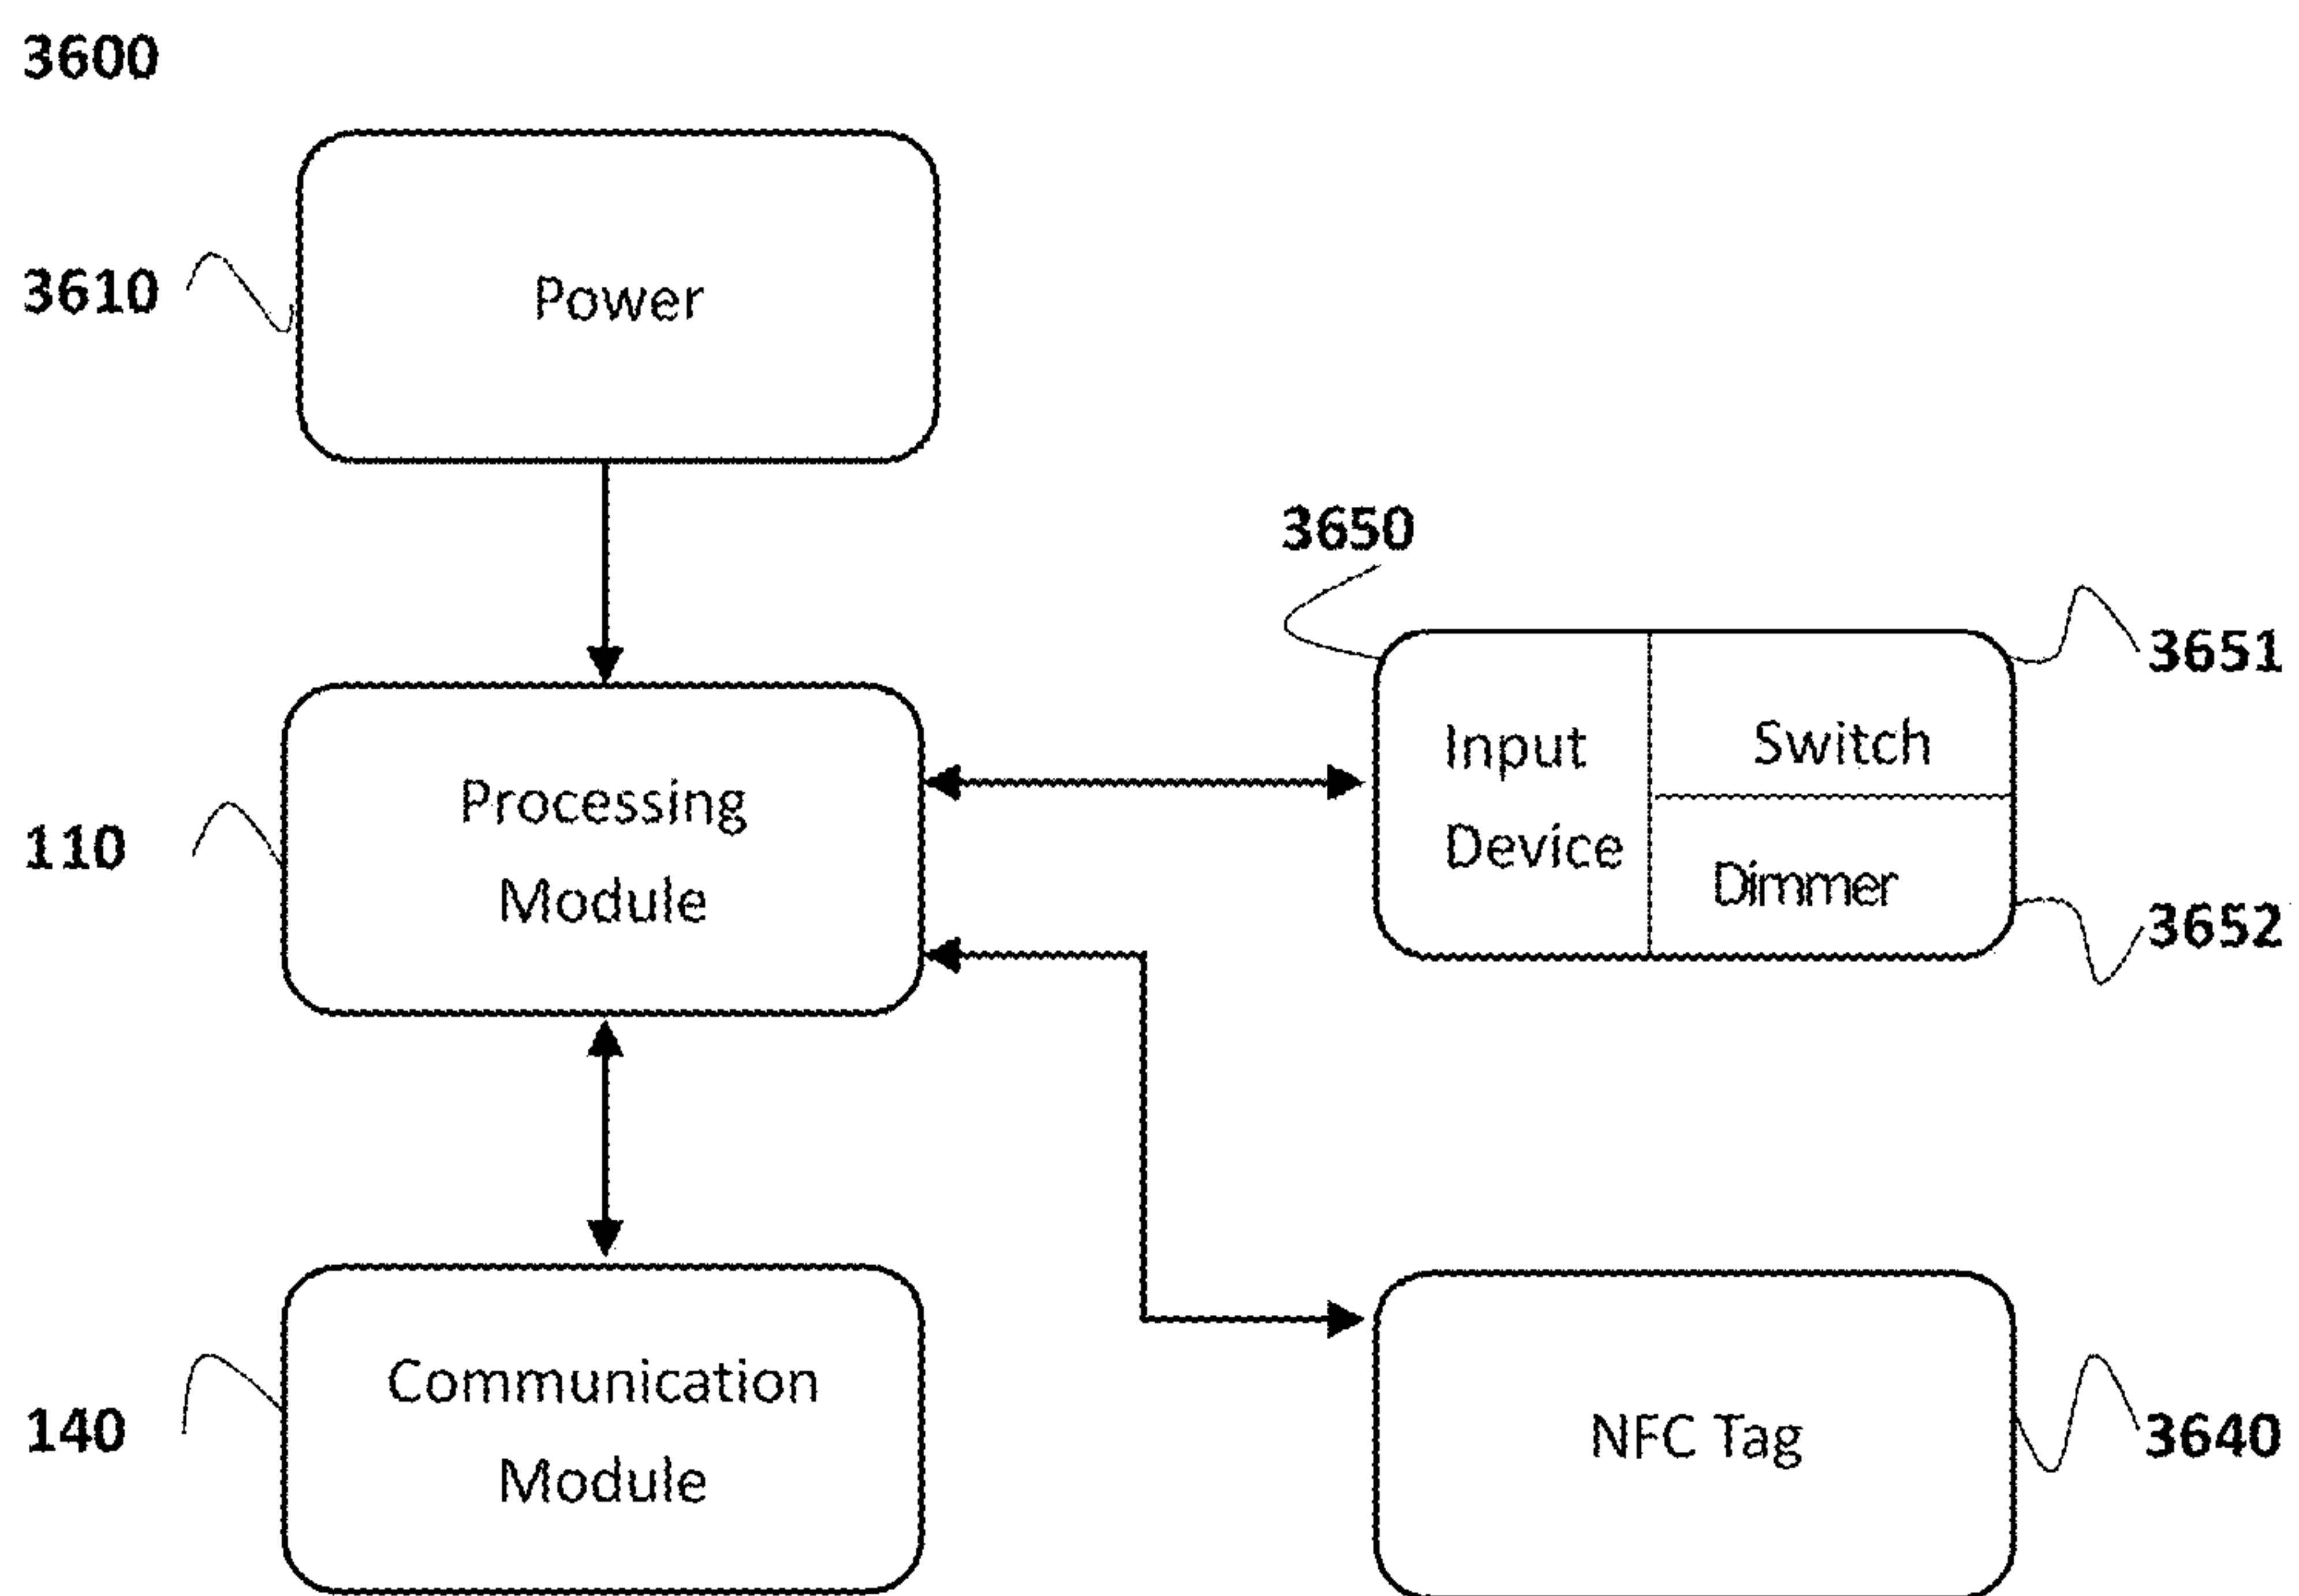 3600
3610
Power
3650
3651
Input
Device
Switch
Dimmer
3652
110
Processing
Module
140
Communication
Module
NFC Tag
3640